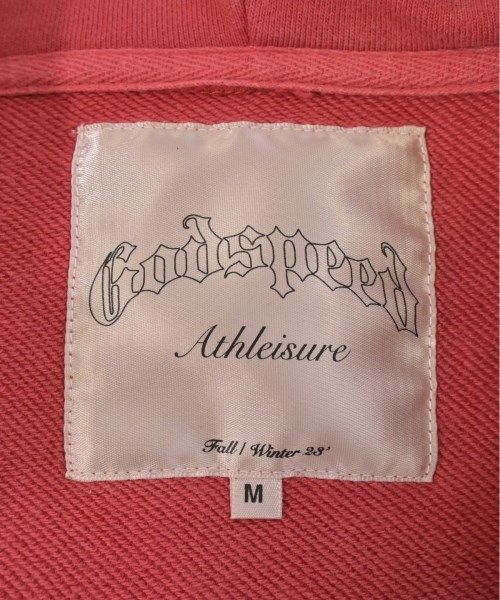 Godspeed
Athleisure
Fall / Winter 23'
M